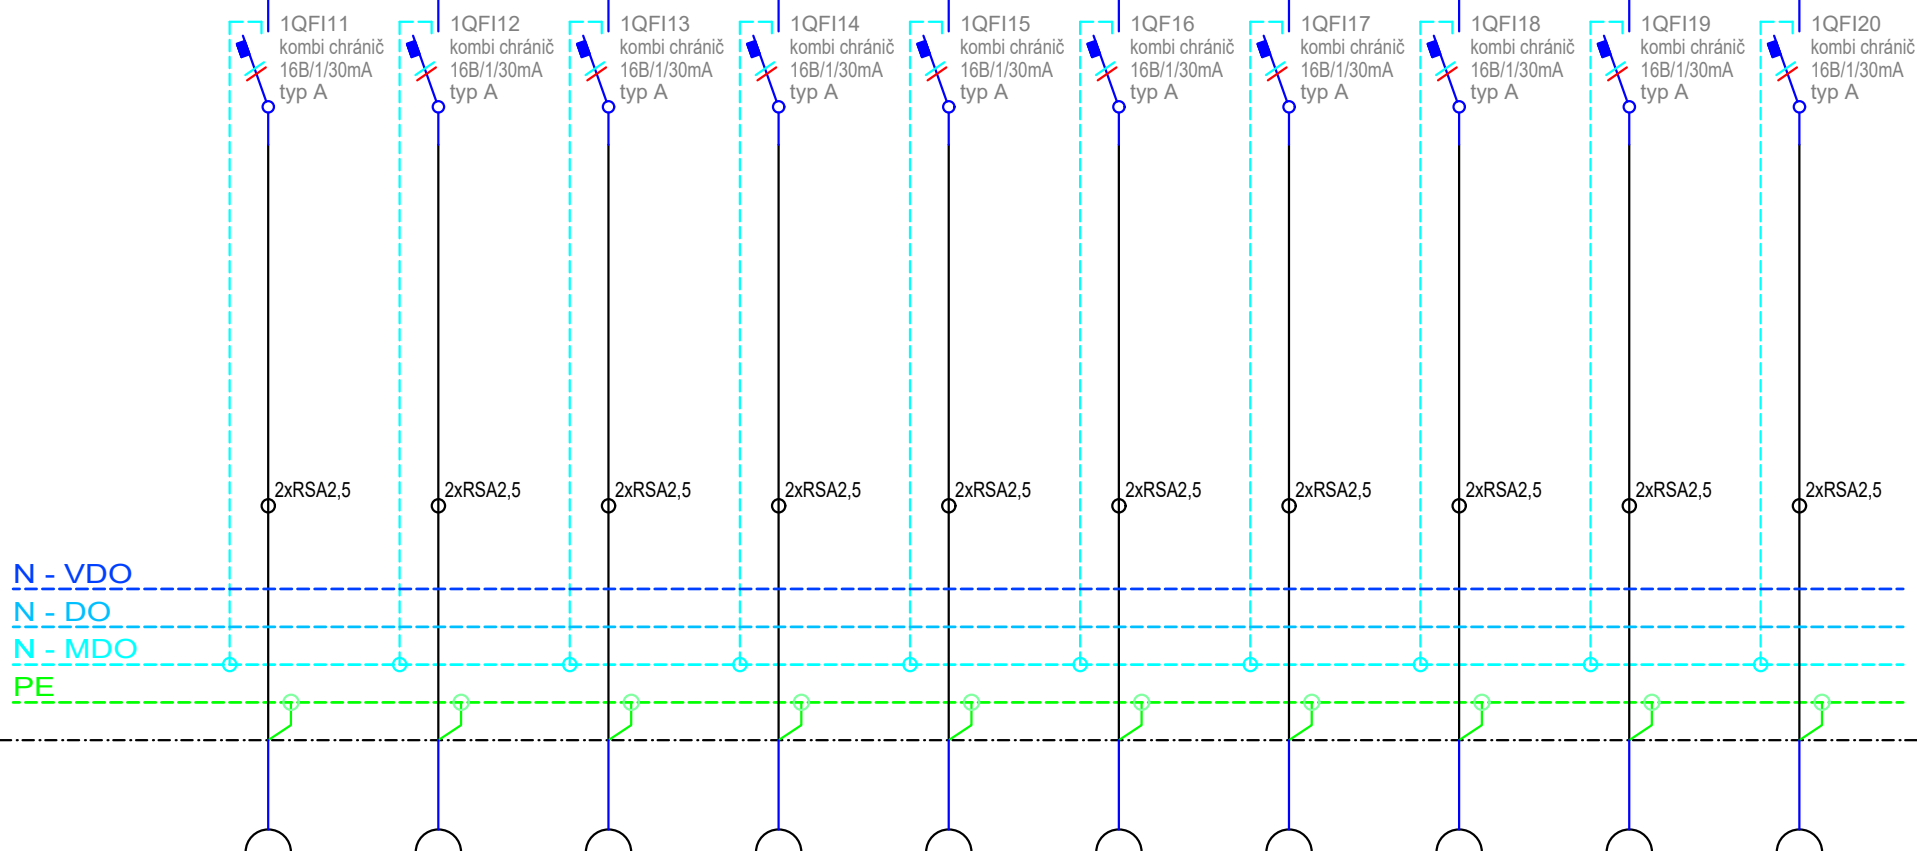 1QFI11
kombi chránič
16B/1/30mA
typ A
1QFI12
kombi chránič
16B/1/30mA
typ A
1QFI13
kombi chránič
16B/1/30mA
typ A
1QFI14
kombi chránič
16B/1/30mA
typ A
1QFI15
kombi chránič
16B/1/30mA
typ A
1QF16
kombi chránič
16B/1/30mA
typ A
1QFI17
kombi chránič
16B/1/30mA
typ A
1QFI18
kombi chránič
16B/1/30mA
typ A
1QFI19
kombi chránič
16B/1/30mA
typ A
1QFI20
kombi chránič
16B/1/30mA
typ A
2xRSA2,5
2xRSA2,5
2xRSA2,5
2xRSA2,5
2xRSA2,5
2xRSA2,5
2xRSA2,5
2xRSA2,5
2xRSA2,5
2xRSA2,5
N - VDO
N - DO
N - MDO
PE